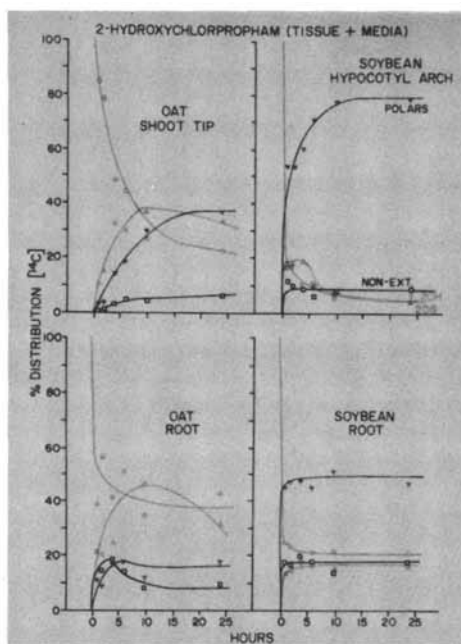 2-HYDROXYCHLORPROPHAM (TISSUE + MEDIA)
100
80
60
40
20
0
OAT
SHOOT TIP
SOYBEAN
HYPOCOTYL ARCH
POLARS
NON-EXT.
% DISTRIBUTION [14C]
100
80
60
40
20
0
OAT
ROOT
SOYBEAN
ROOT
0 5 10 15 20 25
0 5 10 15 20 25
HOURS